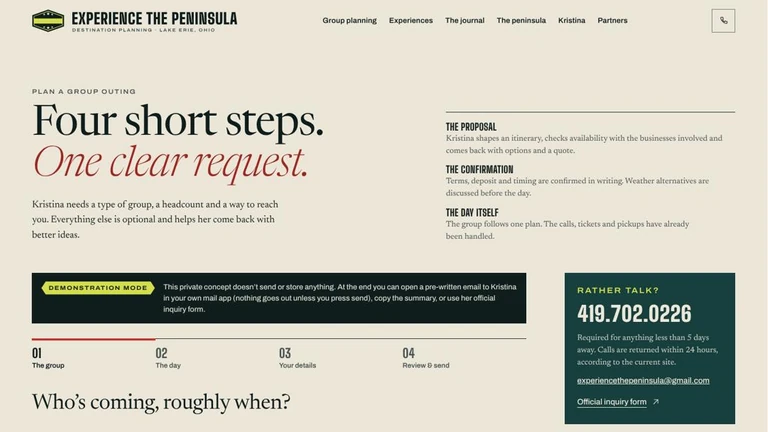 EXPERIENCE THE PENINSULA
DESTINATION PLANNING · LAKE ERIE, OHIO
Group planning Experiences The journal The peninsula Kristina Partners
PLAN A GROUP OUTING
Four short steps.
One clear request.
Kristina needs a type of group, a headcount and a way to reach
you. Everything else is optional and helps her come back with
better ideas.
THE PROPOSAL
Kristina shapes an itinerary, checks availability with the businesses involved and
comes back with options and a quote.
THE CONFIRMATION
Terms, deposit and timing are confirmed in writing. Weather alternatives are
discussed before the day.
THE DAY ITSELF
The group follows one plan. The calls, tickets and pickups have already
been handled.
DEMONSTRATION MODE
This private concept doesn't send or store anything. At the end you can open a pre-written email to Kristina
in your own mail app (nothing goes out unless you press send), copy the summary, or use her official
inquiry form.
01 02 03 04
The group The day Your details Review & send
Who's coming, roughly when?
RATHER TALK?
419.702.0226
Required for anything less than 5 days
away. Calls are returned within 24 hours,
according to the current site.
experiencethepeninsula@gmail.com
Official inquiry form ↗